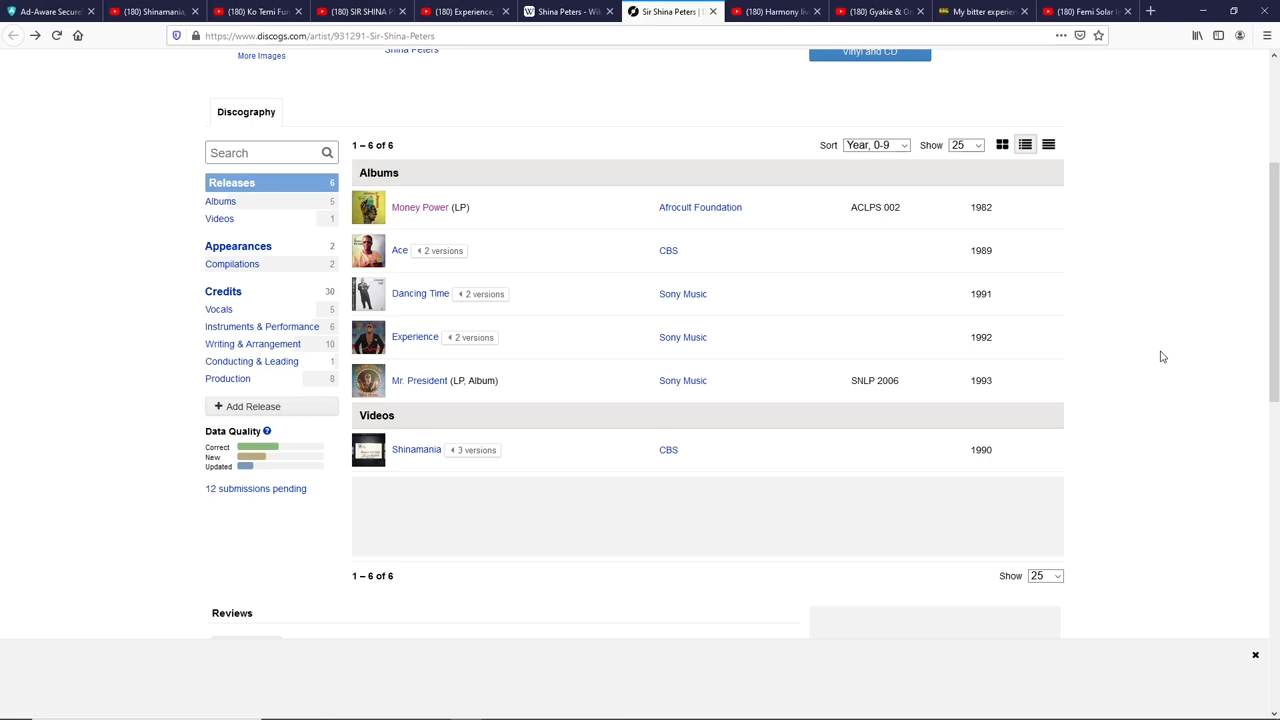 Ad-Aware Secure
(180) Shinamania,
(180) Ko Temi Fun
(180) SIR SHINA P
(180) Experience,
Shina Peters - Wi
Sir Shina Peters | D
(180) Harmony liv
(180) Gyakie & O
My bitter experien
(180) Femi Solar
https://www.discogs.com/artist/931291-Sir-Shina-Peters
More Images
Shina Peters
Vinyl and CD
Discography
Search
1 – 6 of 6
Sort Year, 0-9 Show 25
Releases 6
Albums 5
Videos 1
Appearances 2
Compilations 2
Credits 30
Vocals 5
Instruments & Performance 6
Writing & Arrangement 10
Conducting & Leading 1
Production 8
+ Add Release
Data Quality ?
Correct
New
Updated
12 submissions pending
Albums
Money Power (LP) Afrocult Foundation ACLPS 002 1982
Ace 2 versions CBS 1989
Dancing Time 2 versions Sony Music 1991
Experience 2 versions Sony Music 1992
Mr. President (LP, Album) Sony Music SNLP 2006 1993
Videos
Shinamania 3 versions CBS 1990
1 – 6 of 6
Show 25
Reviews